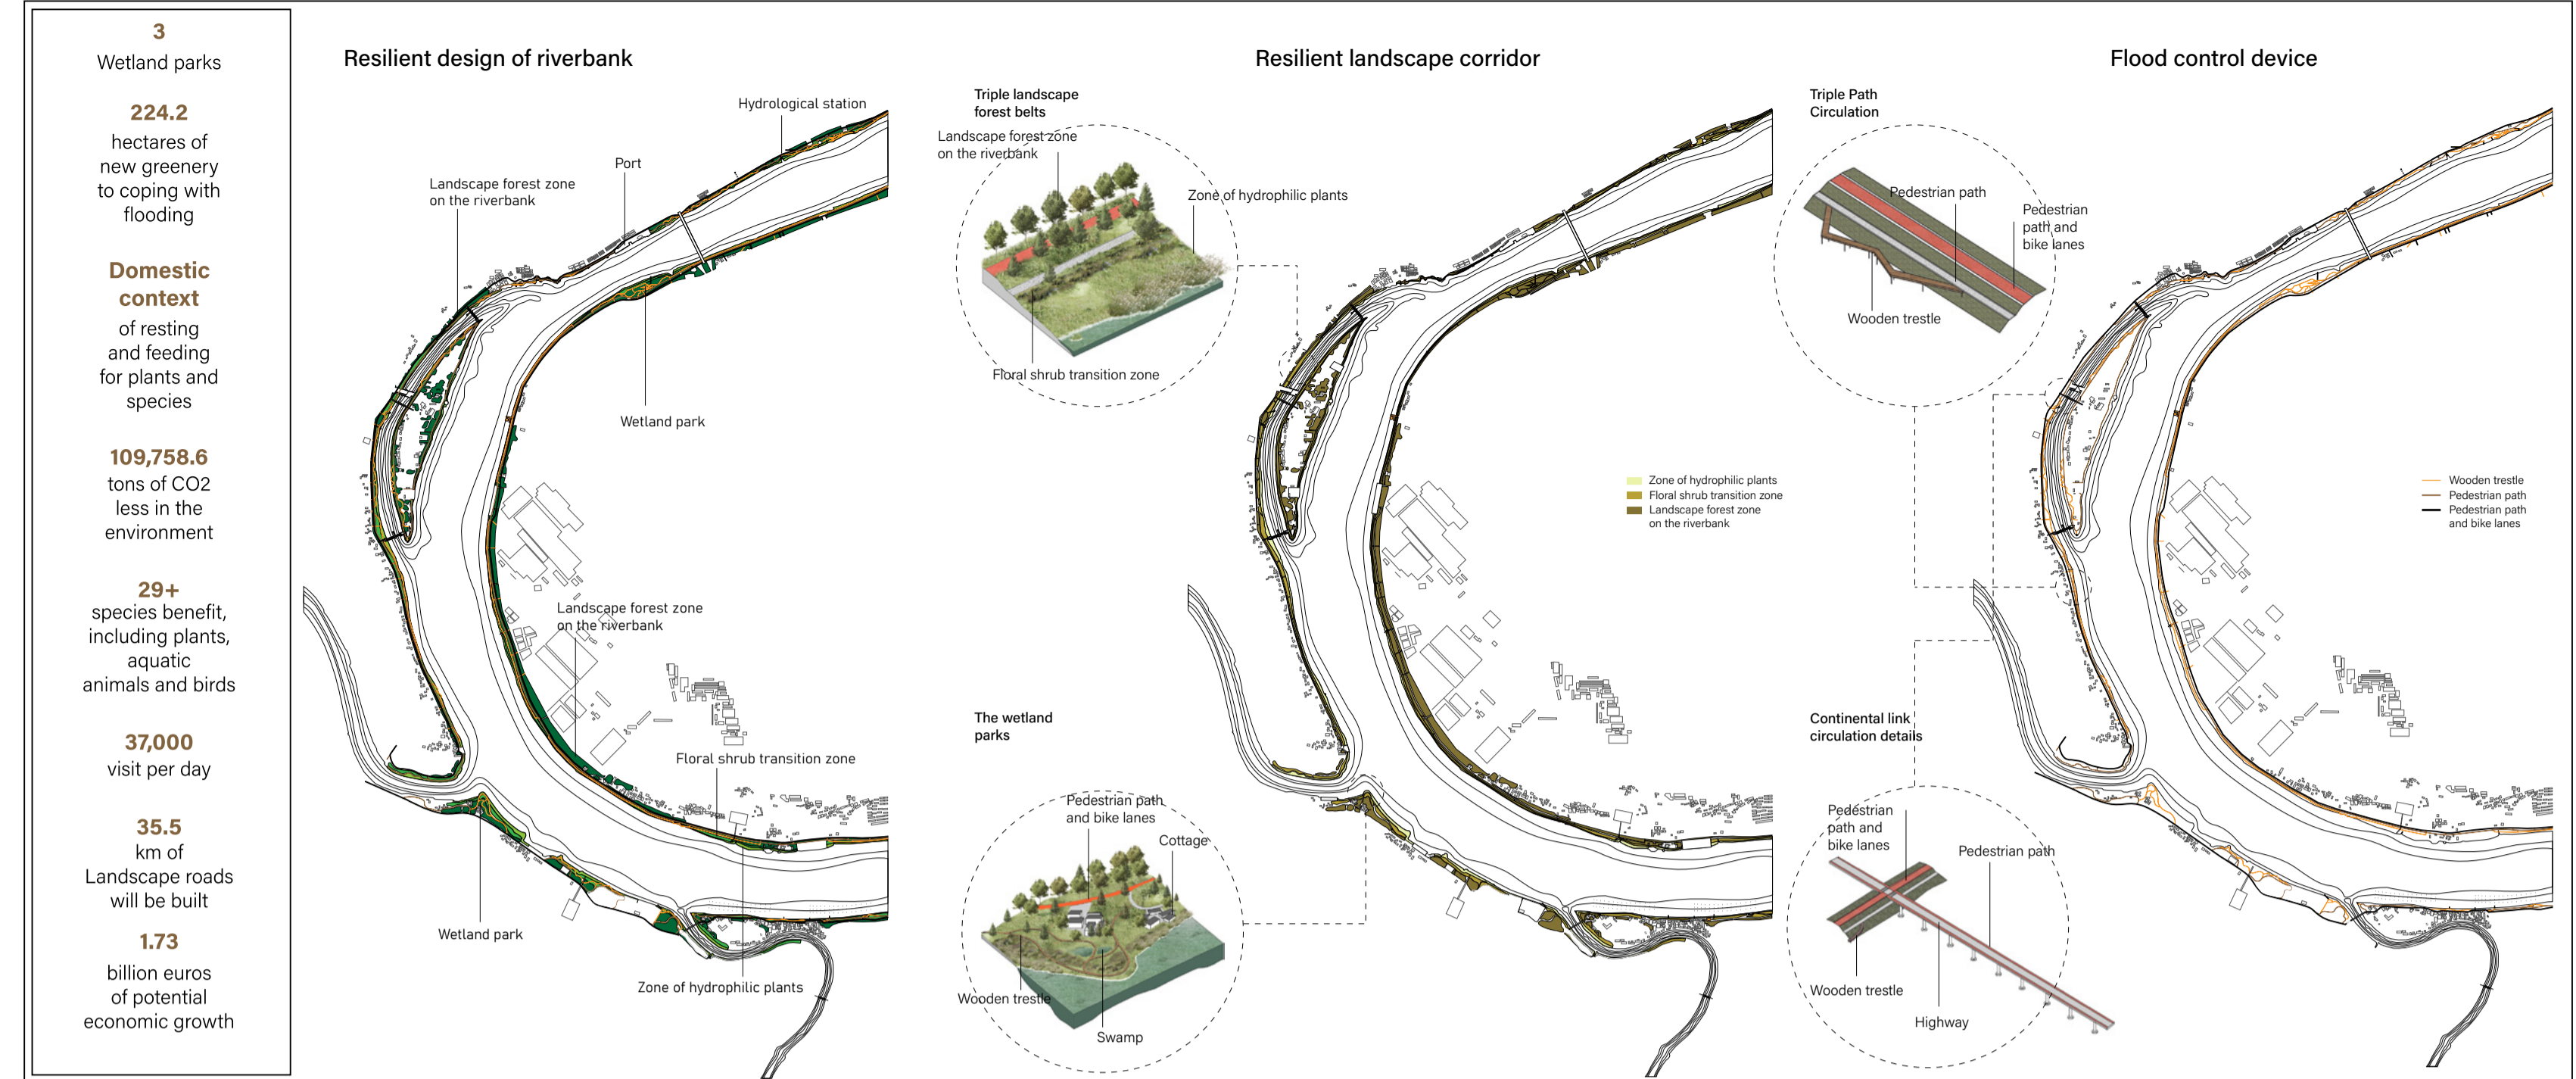 3
Wetland parks
224.2
hectares of
new greenery
to coping with
flooding
Domestic
context
of resting
and feeding
for plants and
species
109,758.6
tons of CO2
less in the
environment
29+
species benefit,
including plants,
aquatic
animals and birds
37,000
visit per day
35.5
km of
Landscape roads
will be built
1.73
billion euros
of potential
economic growth
Resilient design of riverbank
Hydrological station
Port
Landscape forest zone
on the riverbank
Wetland park
Landscape forest zone
on the riverbank
Floral shrub transition zone
Wetland park
Zone of hydrophilic plants
Resilient landscape corridor
Triple landscape
forest belts
Landscape forest zone
on the riverbank
Zone of hydrophilic plants
Floral shrub transition zone
Zone of hydrophilic plants
Floral shrub transition zone
Landscape forest zone
on the riverbank
The wetland
parks
Pedestrian path
and bike lanes
Cottage
Wooden trestle
Swamp
Flood control device
Triple Path
Circulation
Pedestrian path
Pedestrian
path and
bike lanes
Wooden trestle
Wooden trestle
Pedestrian path
Pedestrian path
and bike lanes
Continental link
circulation details
Pedestrian
path and
bike lanes
Pedestrian path
Wooden trestle
Highway